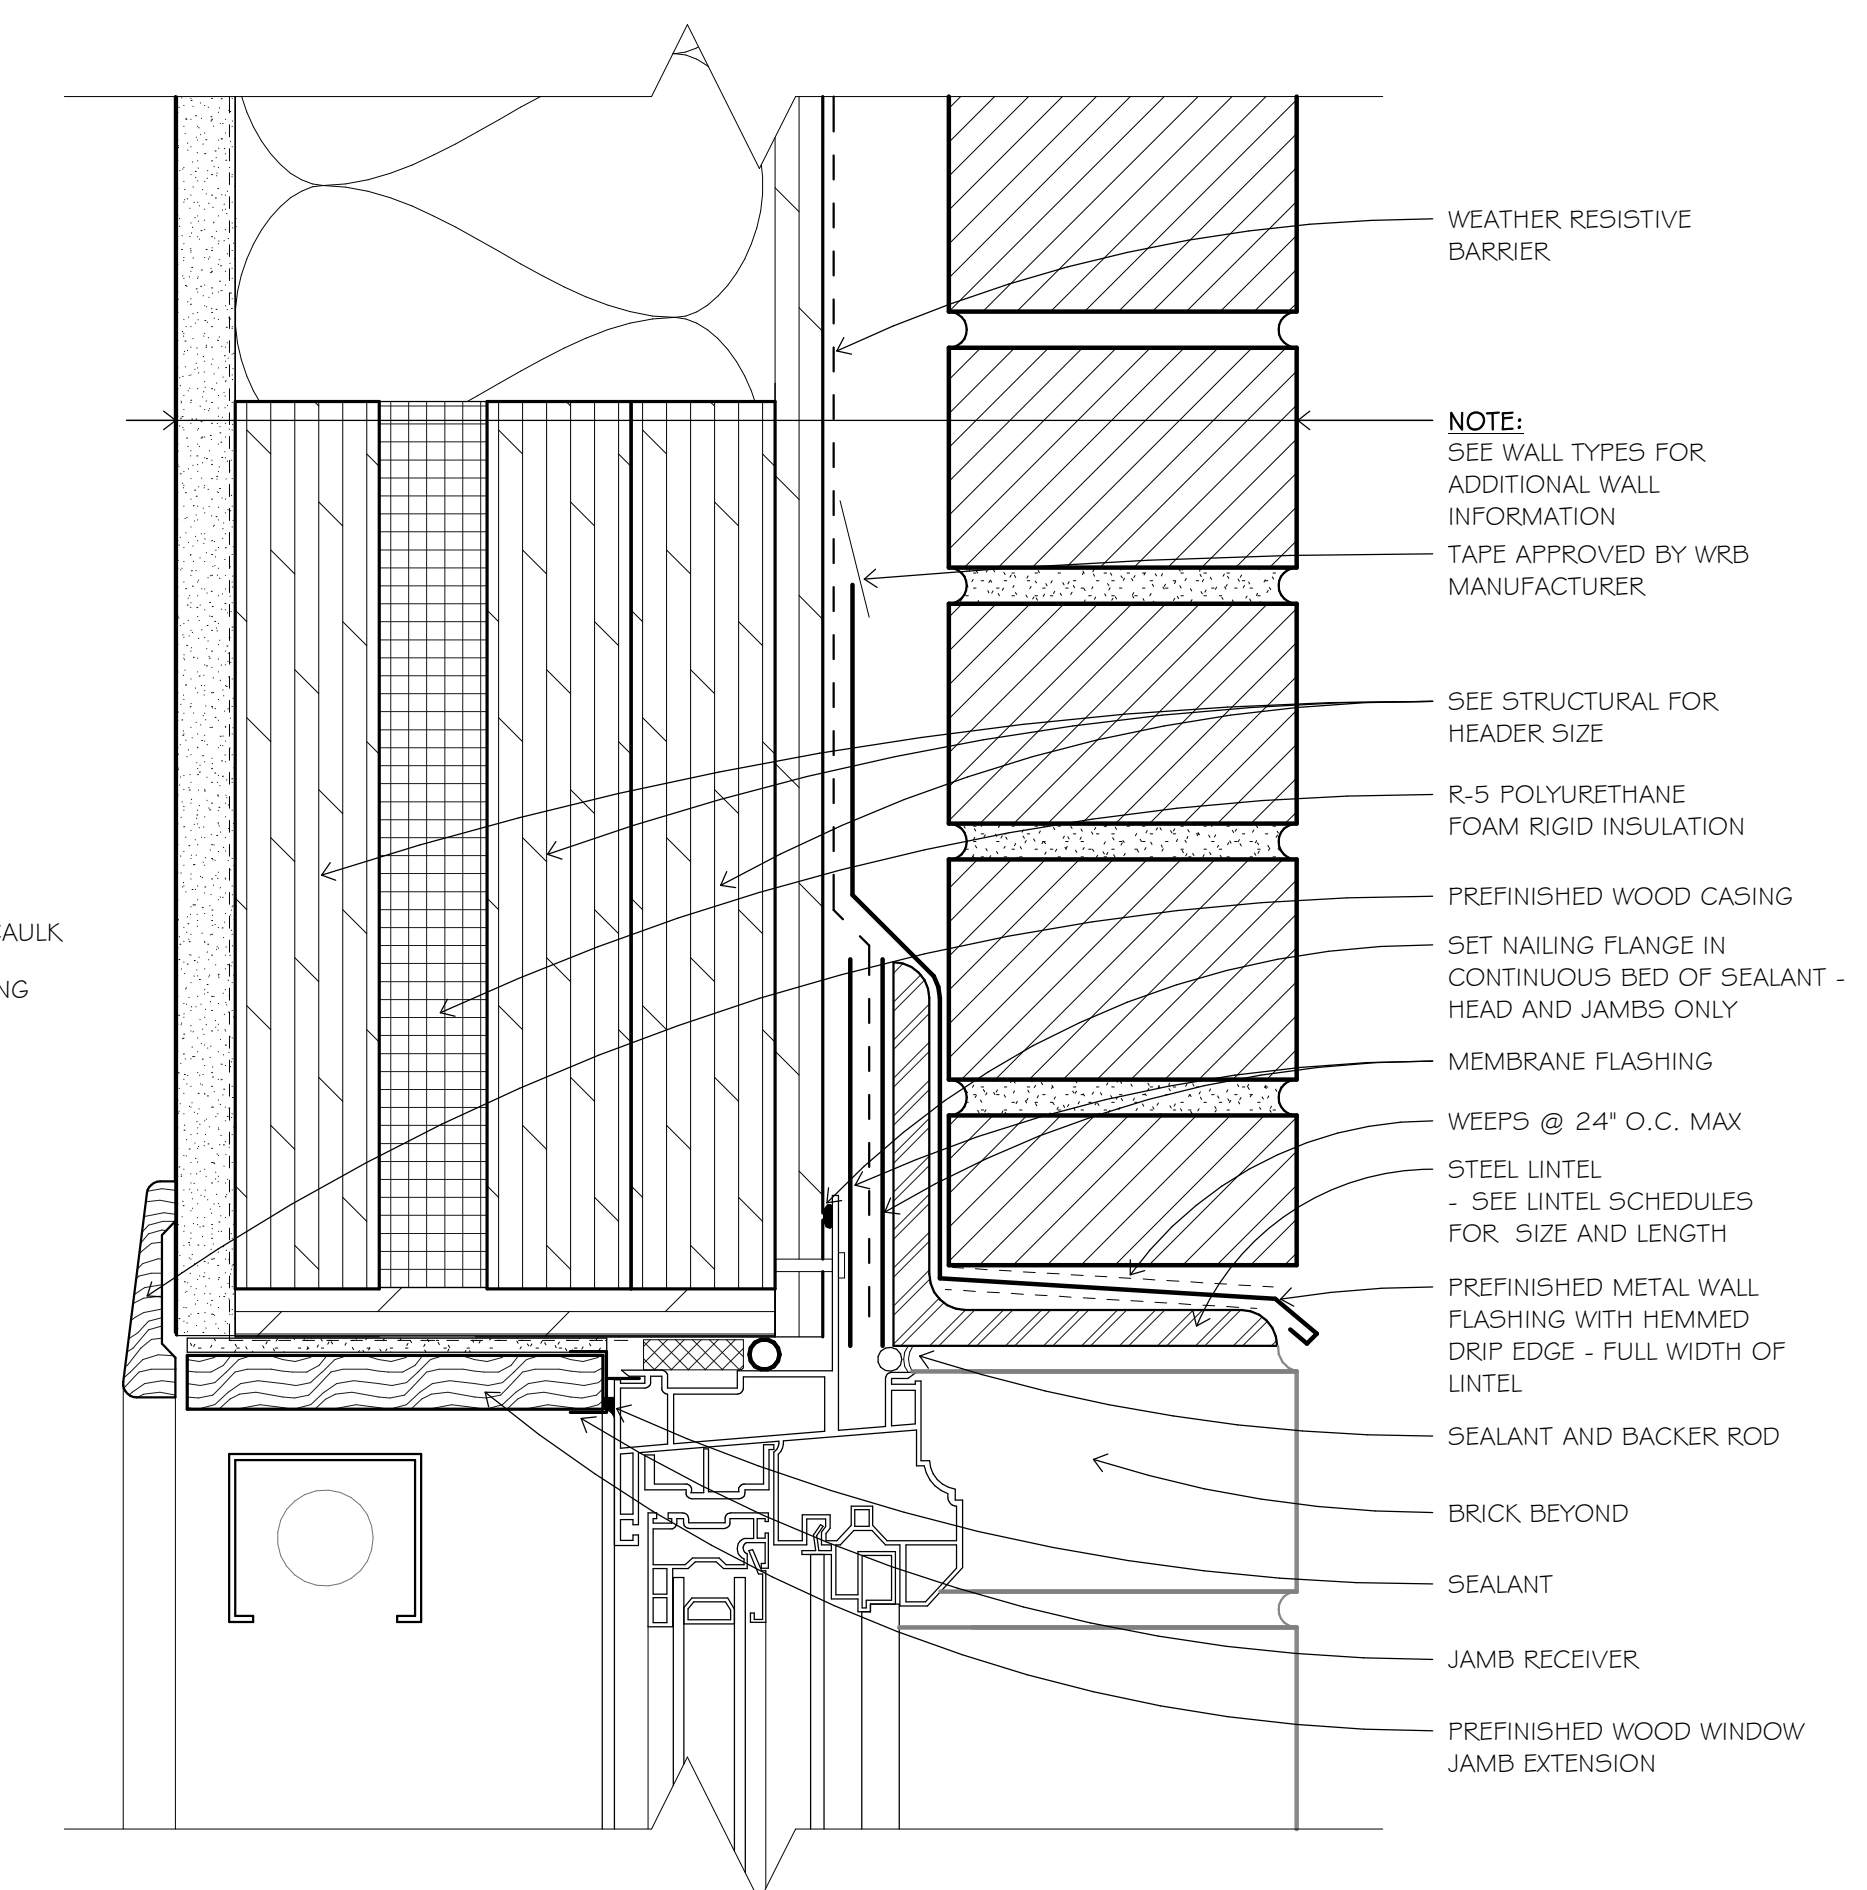 WEATHER RESISTIVE
BARRIER
NOTE:
SEE WALL TYPES FOR
ADDITIONAL WALL
INFORMATION
TAPE APPROVED BY WRB
MANUFACTURER
SEE STRUCTURAL FOR
HEADER SIZE
R-5 POLYURETHANE
FOAM RIGID INSULATION
PREFINISHED WOOD CASING
SET NAILING FLANGE IN
CONTINUOUS BED OF SEALANT -
HEAD AND JAMBS ONLY
MEMBRANE FLASHING
WEEPS @ 24" O.C. MAX
STEEL LINTEL
- SEE LINTEL SCHEDULES
FOR SIZE AND LENGTH
PREFINISHED METAL WALL
FLASHING WITH HEMMED
DRIP EDGE - FULL WIDTH OF
LINTEL
SEALANT AND BACKER ROD
BRICK BEYOND
SEALANT
JAMB RECEIVER
PREFINISHED WOOD WINDOW
JAMB EXTENSION